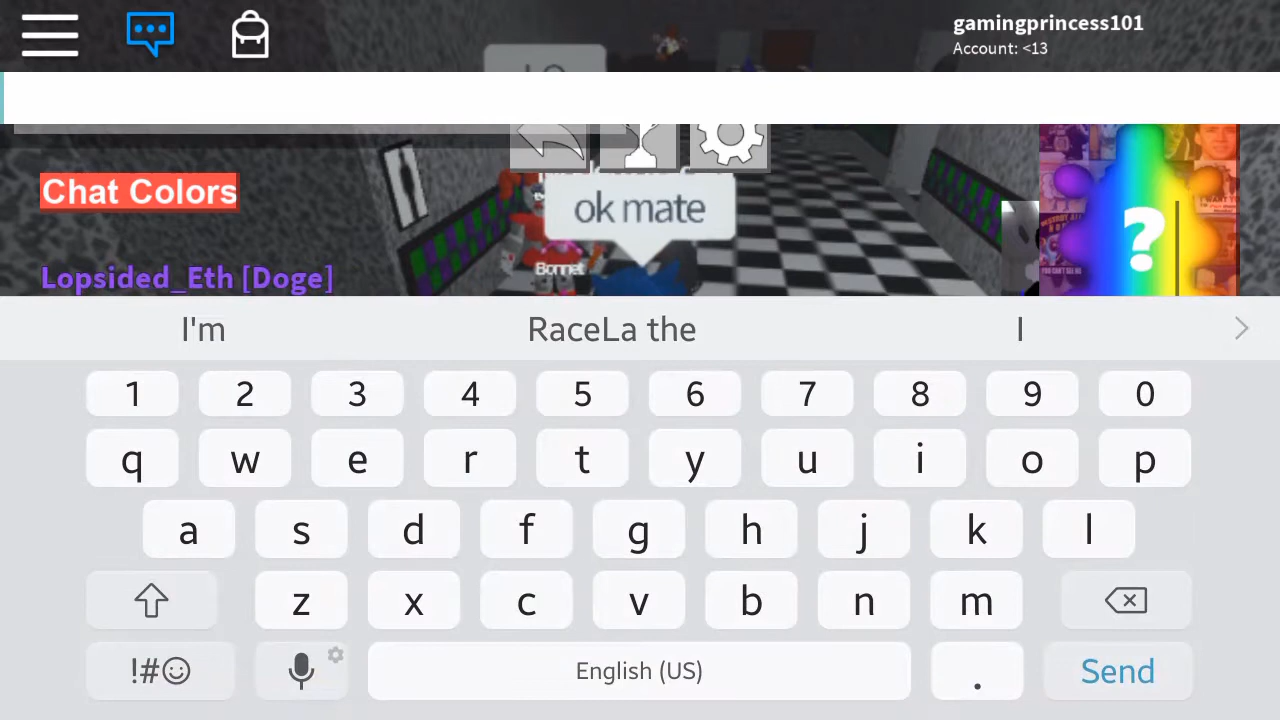 gamingprincess101
Account: <13
Chat Colors
ok mate
Lopsided_Eth [Doge]
Bonnet
?
I'm RaceLa the I
1 2 3 4 5 6 7 8 9 0
q w e r t y u i o p
a s d f g h j k l
z x c v b n m
!#☺ English (US) . Send